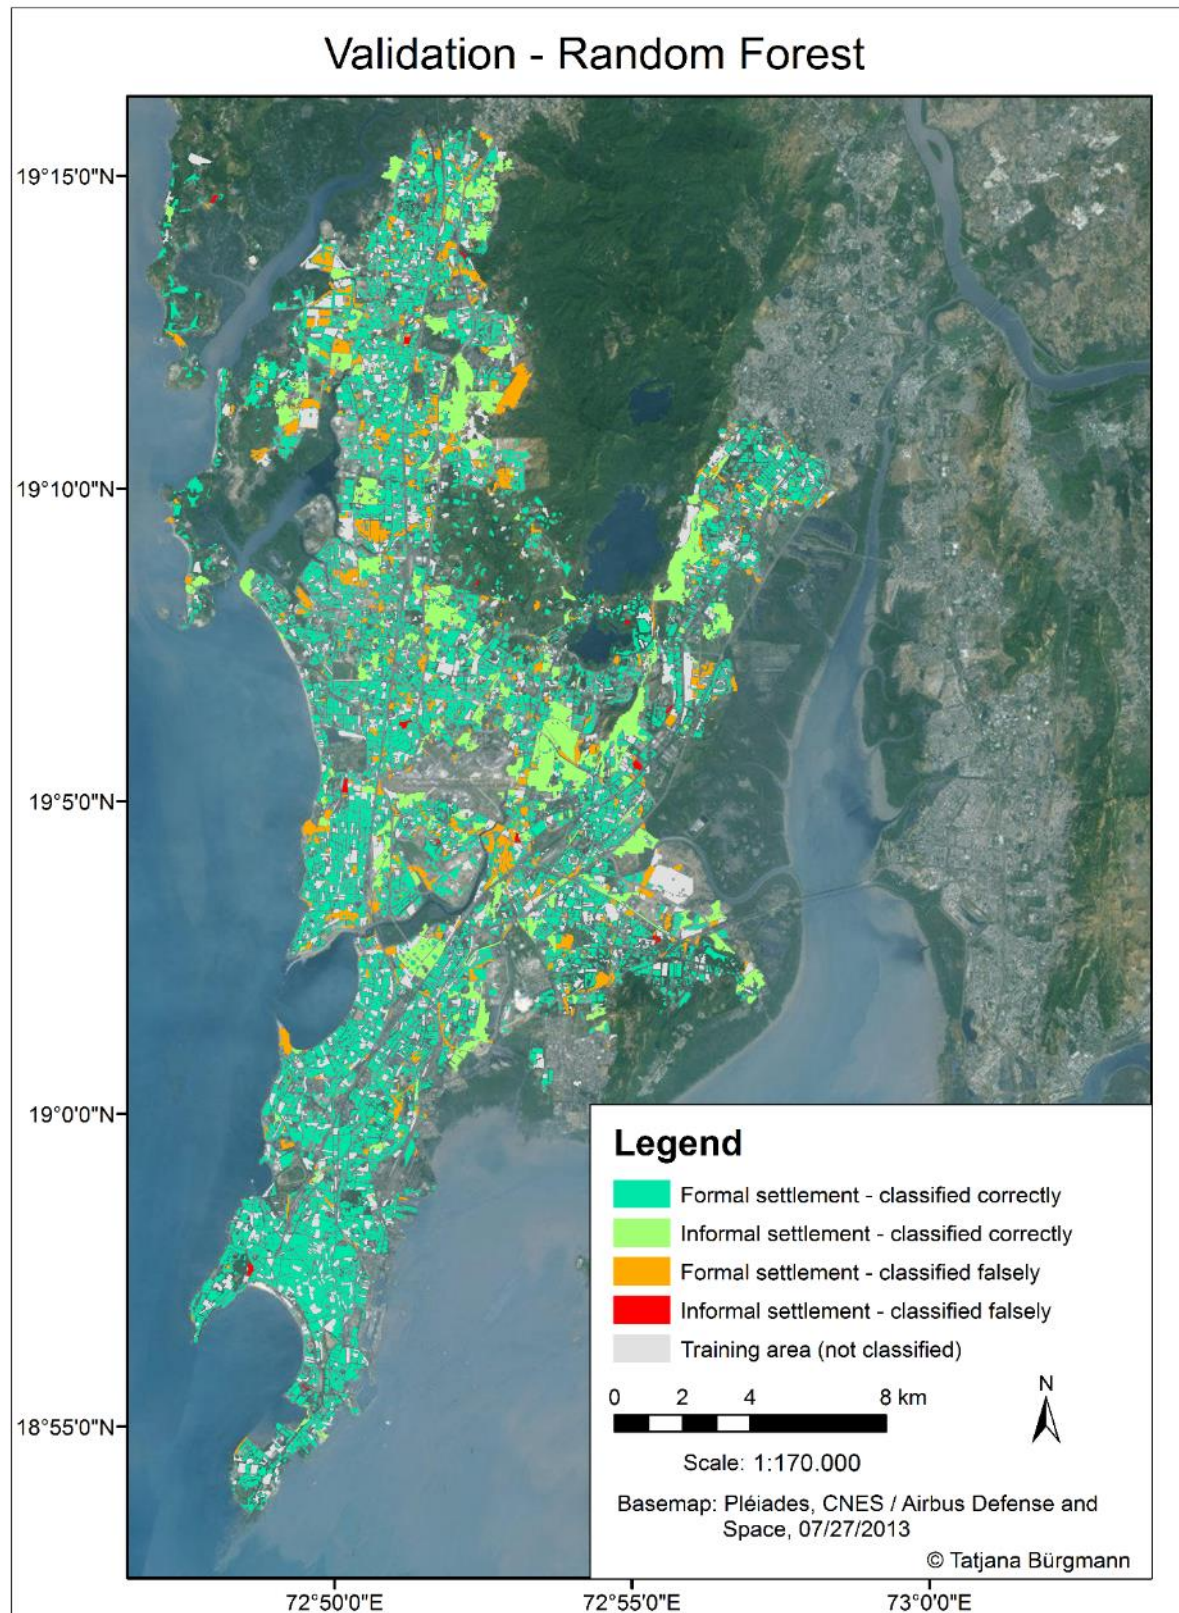 Validation - Random Forest
19°15'0"N
19°10'0"N
19°5'0"N
19°0'0"N
18°55'0"N
Legend
Formal settlement - classified correctly
Informal settlement - classified correctly
Formal settlement - classified falsely
Informal settlement - classified falsely
Training area (not classified)
0 2 4 8 km
N
Scale: 1:170.000
Basemap: Pléiades, CNES / Airbus Defense and
Space, 07/27/2013
© Tatjana Bürgmann
72°50'0"E 72°55'0"E 73°0'0"E